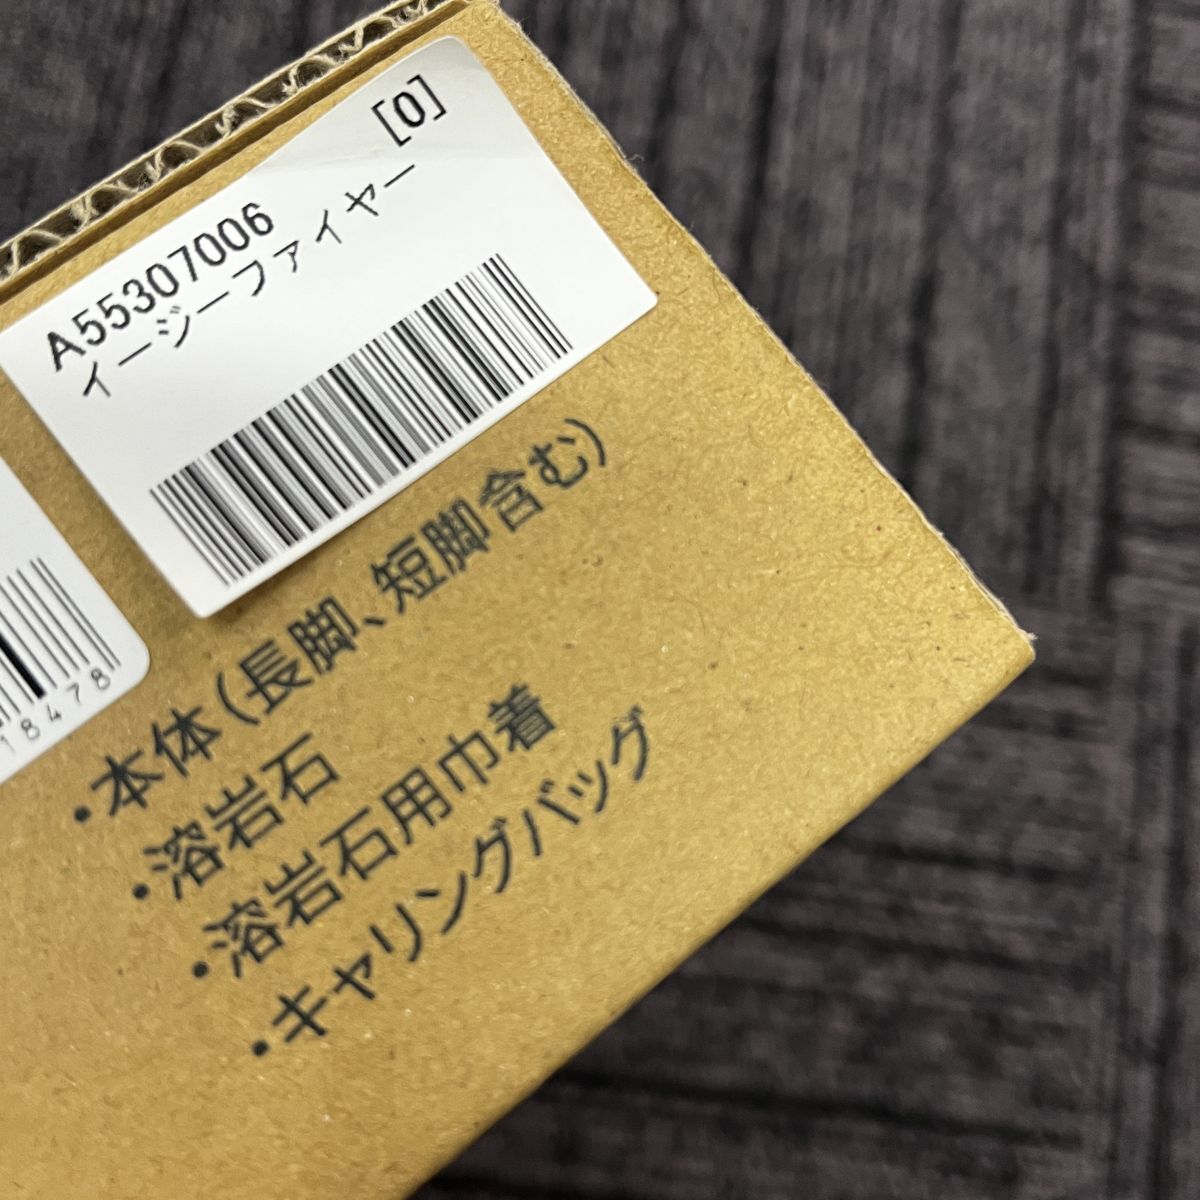 [0]
A55307006
イージーファイヤー
18478
・本体（長脚、短脚含む）
・溶岩石
・溶岩石用巾着
・キャリングバッグ